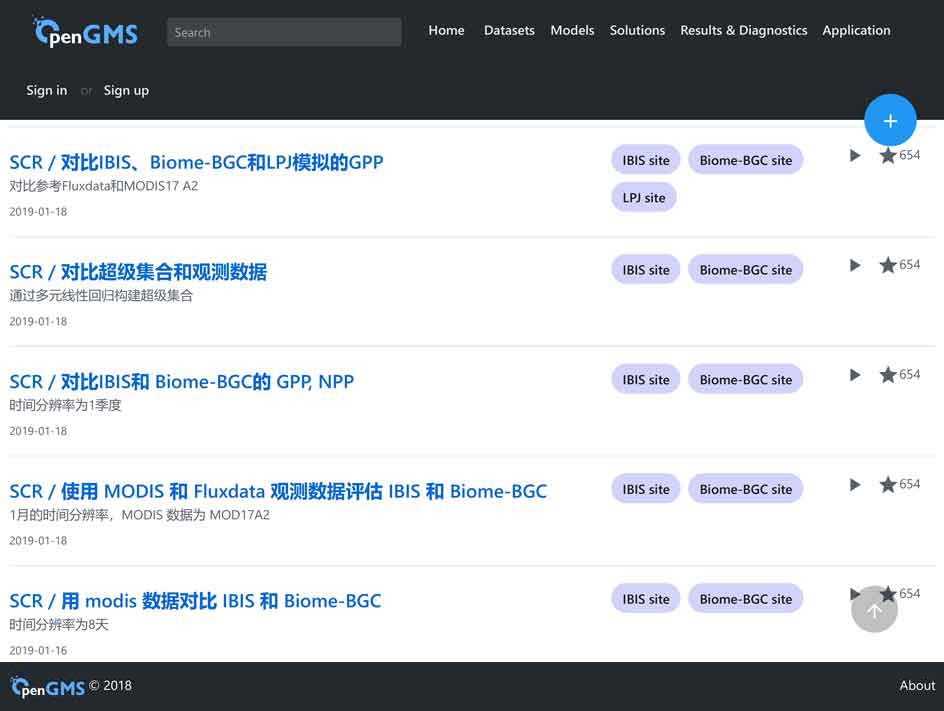 OpenGMS
Search
Home Datasets Models Solutions Results & Diagnostics Application
Sign in or Sign up
+
SCR / 对比IBIS、Biome-BGC和LPJ模拟的GPP
IBIS site Biome-BGC site
654
对比参考Fluxdata和MODIS17 A2
LPJ site
2019-01-18
SCR / 对比超级集合和观测数据
IBIS site Biome-BGC site
654
通过多元线性回归构建超级集合
2019-01-18
SCR / 对比IBIS和 Biome-BGC的 GPP, NPP
IBIS site Biome-BGC site
654
时间分辨率为1季度
2019-01-18
SCR / 使用 MODIS 和 Fluxdata 观测数据评估 IBIS 和 Biome-BGC
IBIS site Biome-BGC site
654
1月的时间分辨率，MODIS 数据为 MOD17A2
2019-01-18
SCR / 用 modis 数据对比 IBIS 和 Biome-BGC
IBIS site Biome-BGC site
654
时间分辨率为8天
2019-01-16
OpenGMS © 2018
About